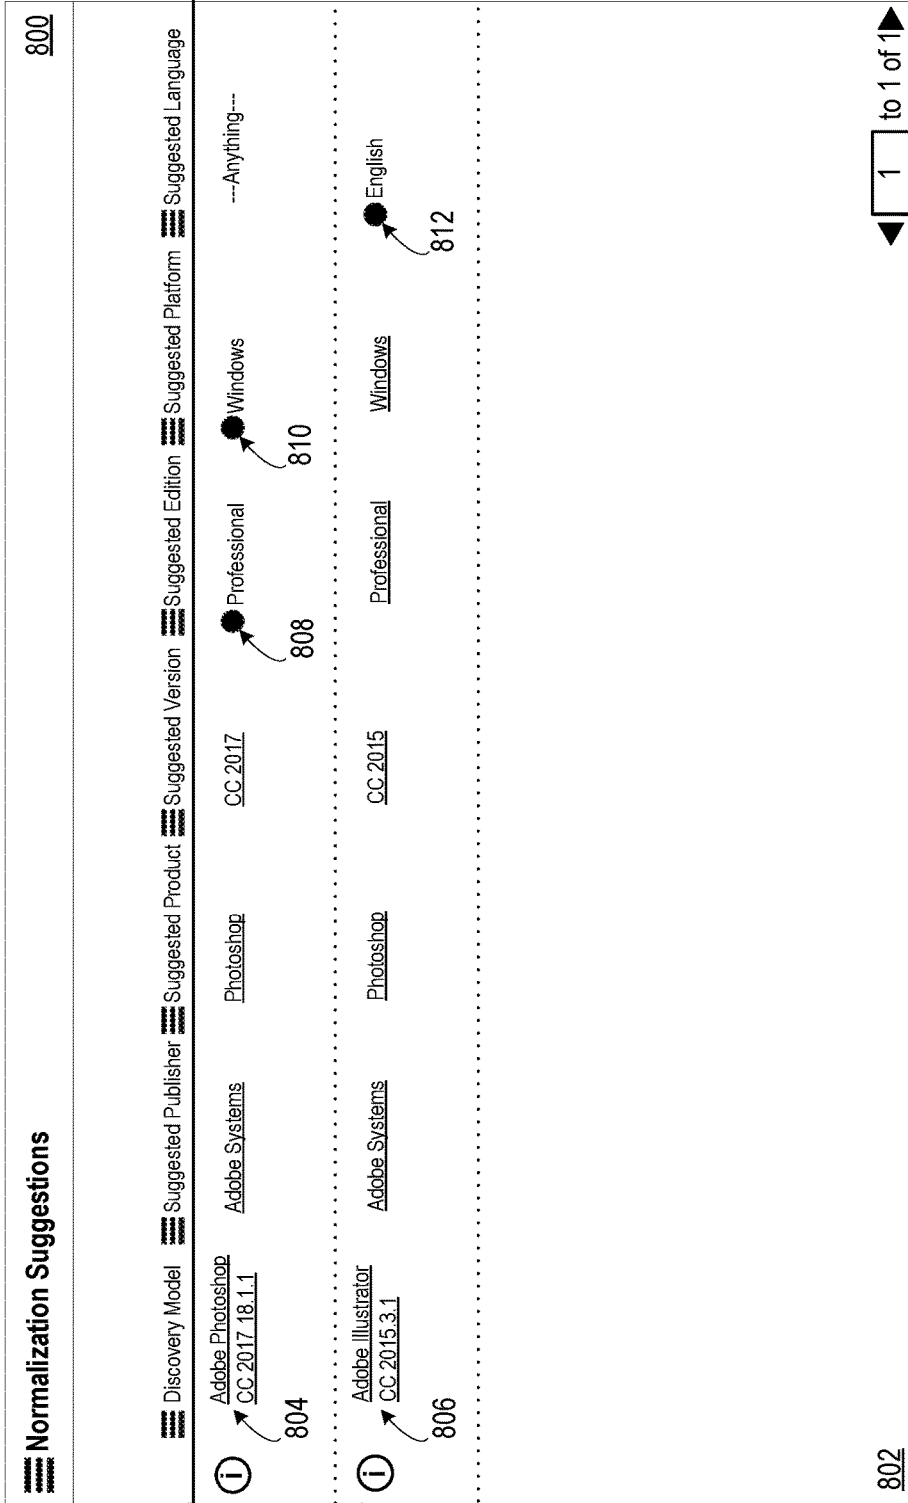 Normalization Suggestions 800
Discovery Model Suggested Publisher Suggested Product Suggested Version Suggested Edition Suggested Platform Suggested Language
i Adobe Photoshop Adobe Systems Photoshop CC 2017 Professional Windows ---Anything---
CC 2017 18.1.1
804 808 810
i Adobe Illustrator Adobe Systems Photoshop CC 2015 Professional Windows English
CC 2015.3.1
806 812
802 1 to 1 of 1